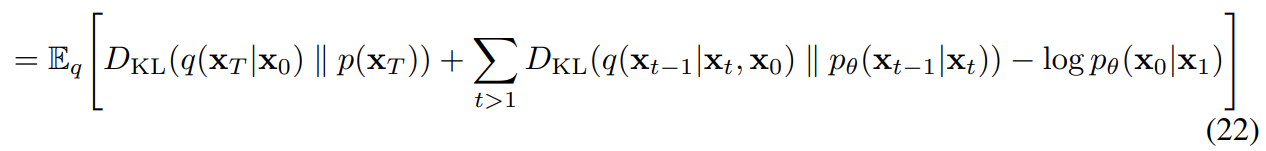 = 𝔼_q [ D_KL(q(𝐱_T|𝐱_0) ∥ p(𝐱_T)) + ∑_{t>1} D_KL(q(𝐱_{t−1}|𝐱_t, 𝐱_0) ∥ p_θ(𝐱_{t−1}|𝐱_t)) − log p_θ(𝐱_0|𝐱_1) ]
(22)